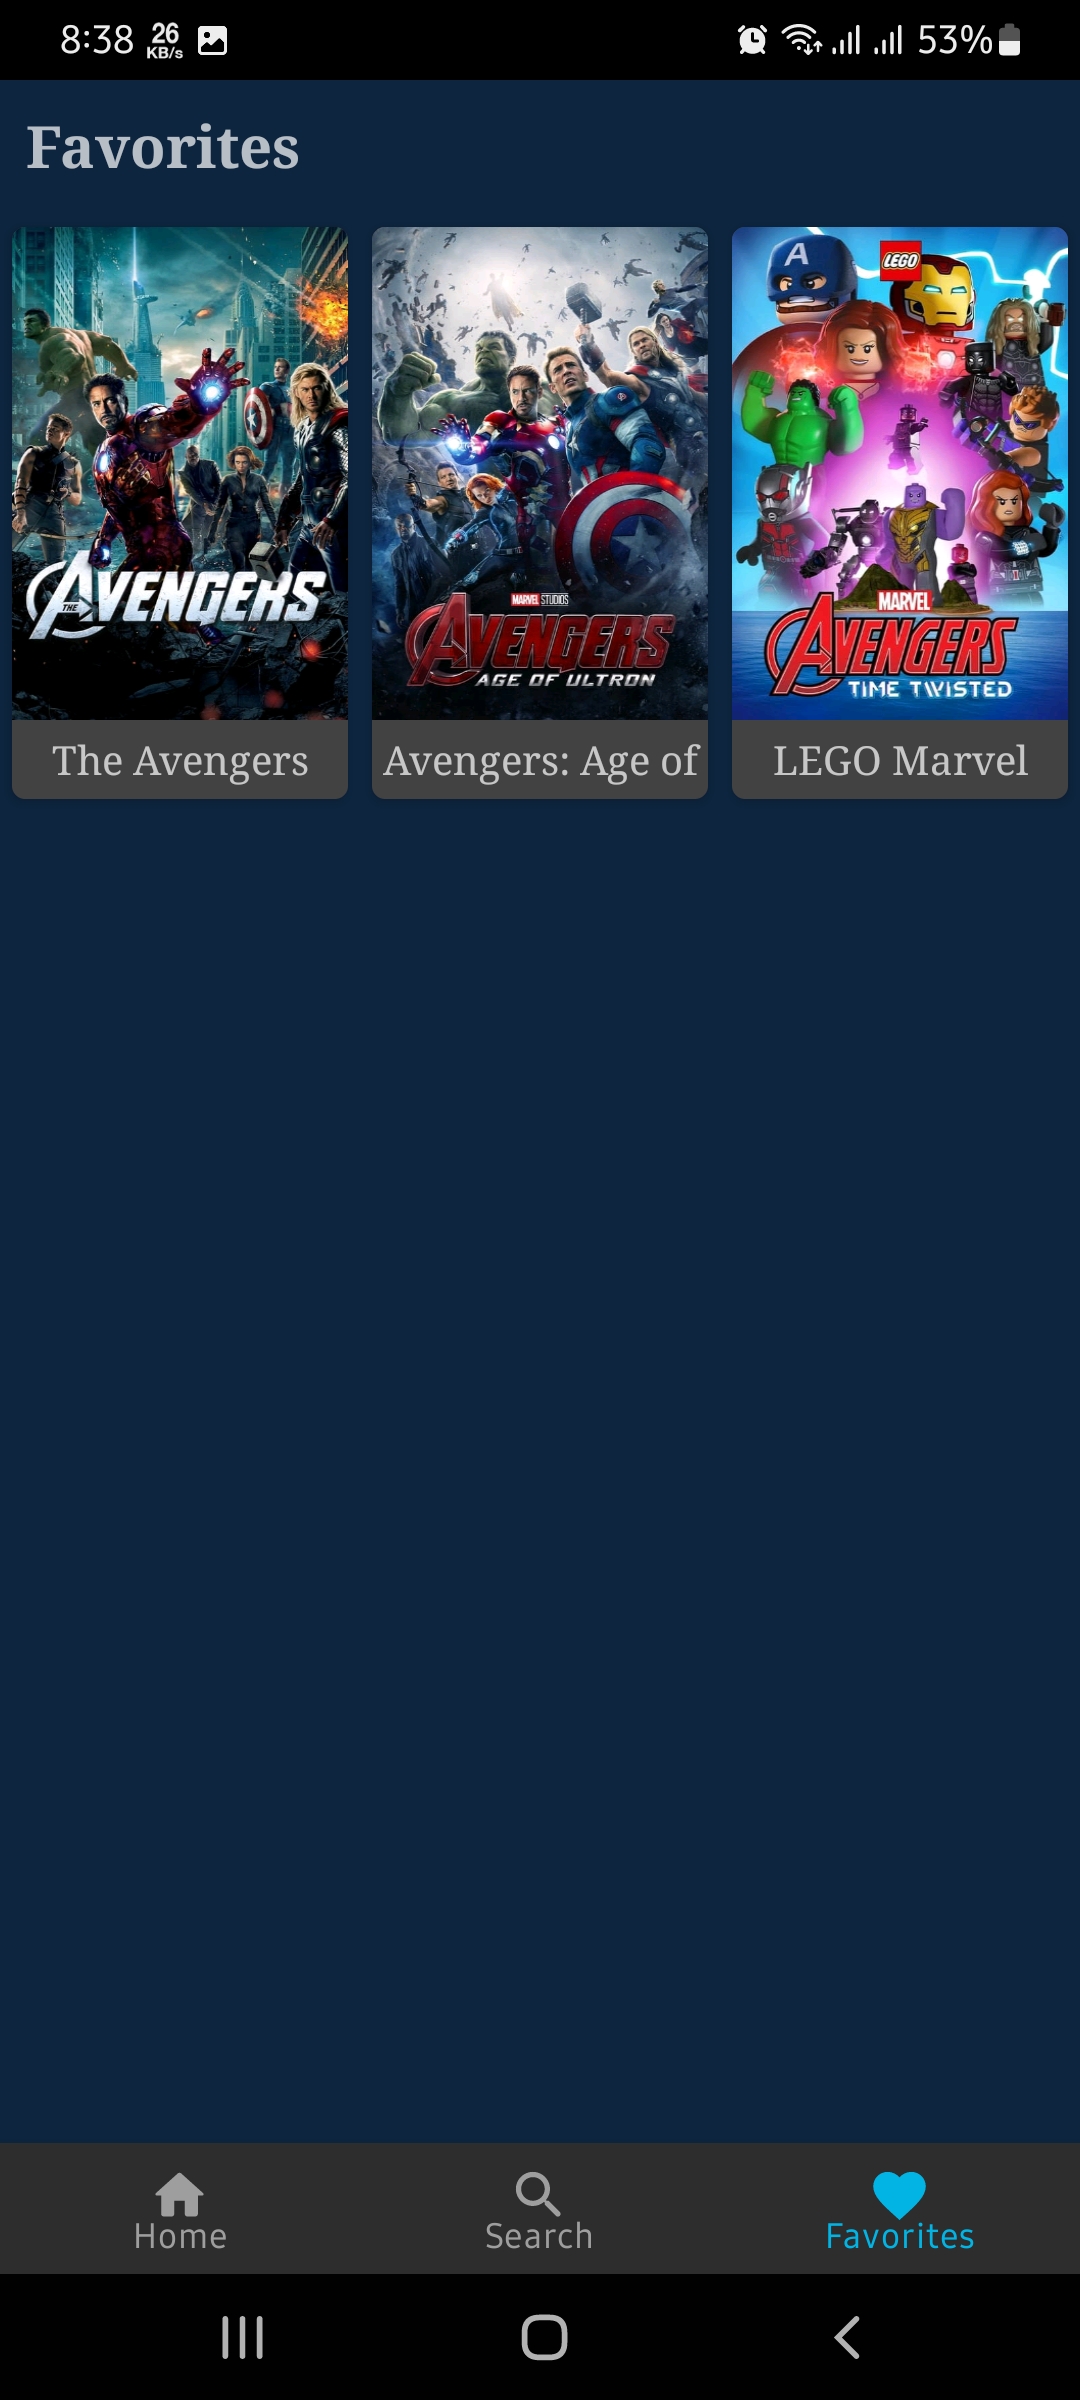 8:38 26 KB/s 53%
Favorites
THE AVENGERS
MARVEL STUDIOS
AVENGERS
AGE OF ULTRON
A
LEGO
MARVEL
AVENGERS
TIME TWISTED
The Avengers
Avengers: Age of
LEGO Marvel
Home
Search
Favorites